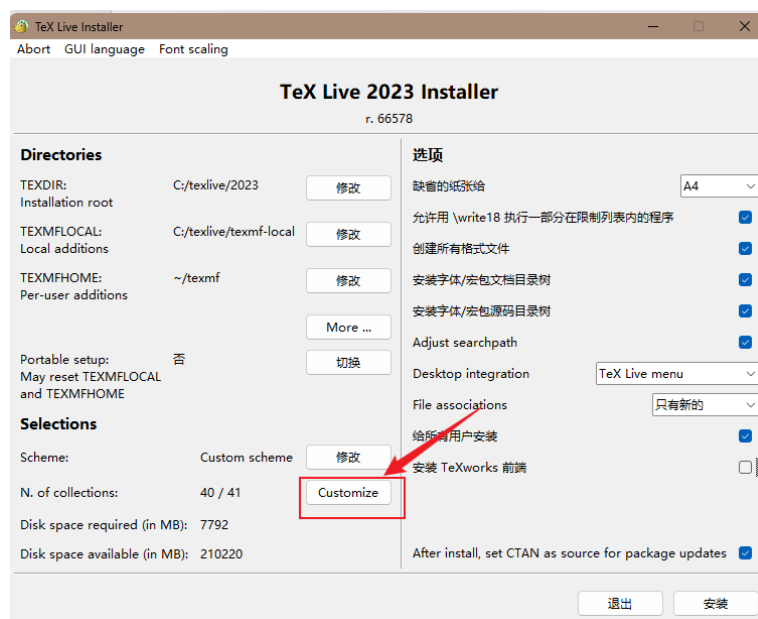 TeX Live Installer
Abort GUI language Font scaling
TeX Live 2023 Installer
r. 66578
Directories
TEXDIR: C:/texlive/2023 修改
Installation root
TEXMFLOCAL: C:/texlive/texmf-local 修改
Local additions
TEXMFHOME: ~/texmf 修改
Per-user additions
More ...
Portable setup: 否 切换
May reset TEXMFLOCAL
and TEXMFHOME
Selections
Scheme: Custom scheme 修改
N. of collections: 40 / 41 Customize
Disk space required (in MB): 7792
Disk space available (in MB): 210220
选项
缺省的纸张给 A4
允许用 \write18 执行一部分在限制列表内的程序
创建所有格式文件
安装字体/宏包文档目录树
安装字体/宏包源码目录树
Adjust searchpath
Desktop integration TeX Live menu
File associations 只有新的
给所有用户安装
安装 TeXworks 前端
After install, set CTAN as source for package updates
退出 安装